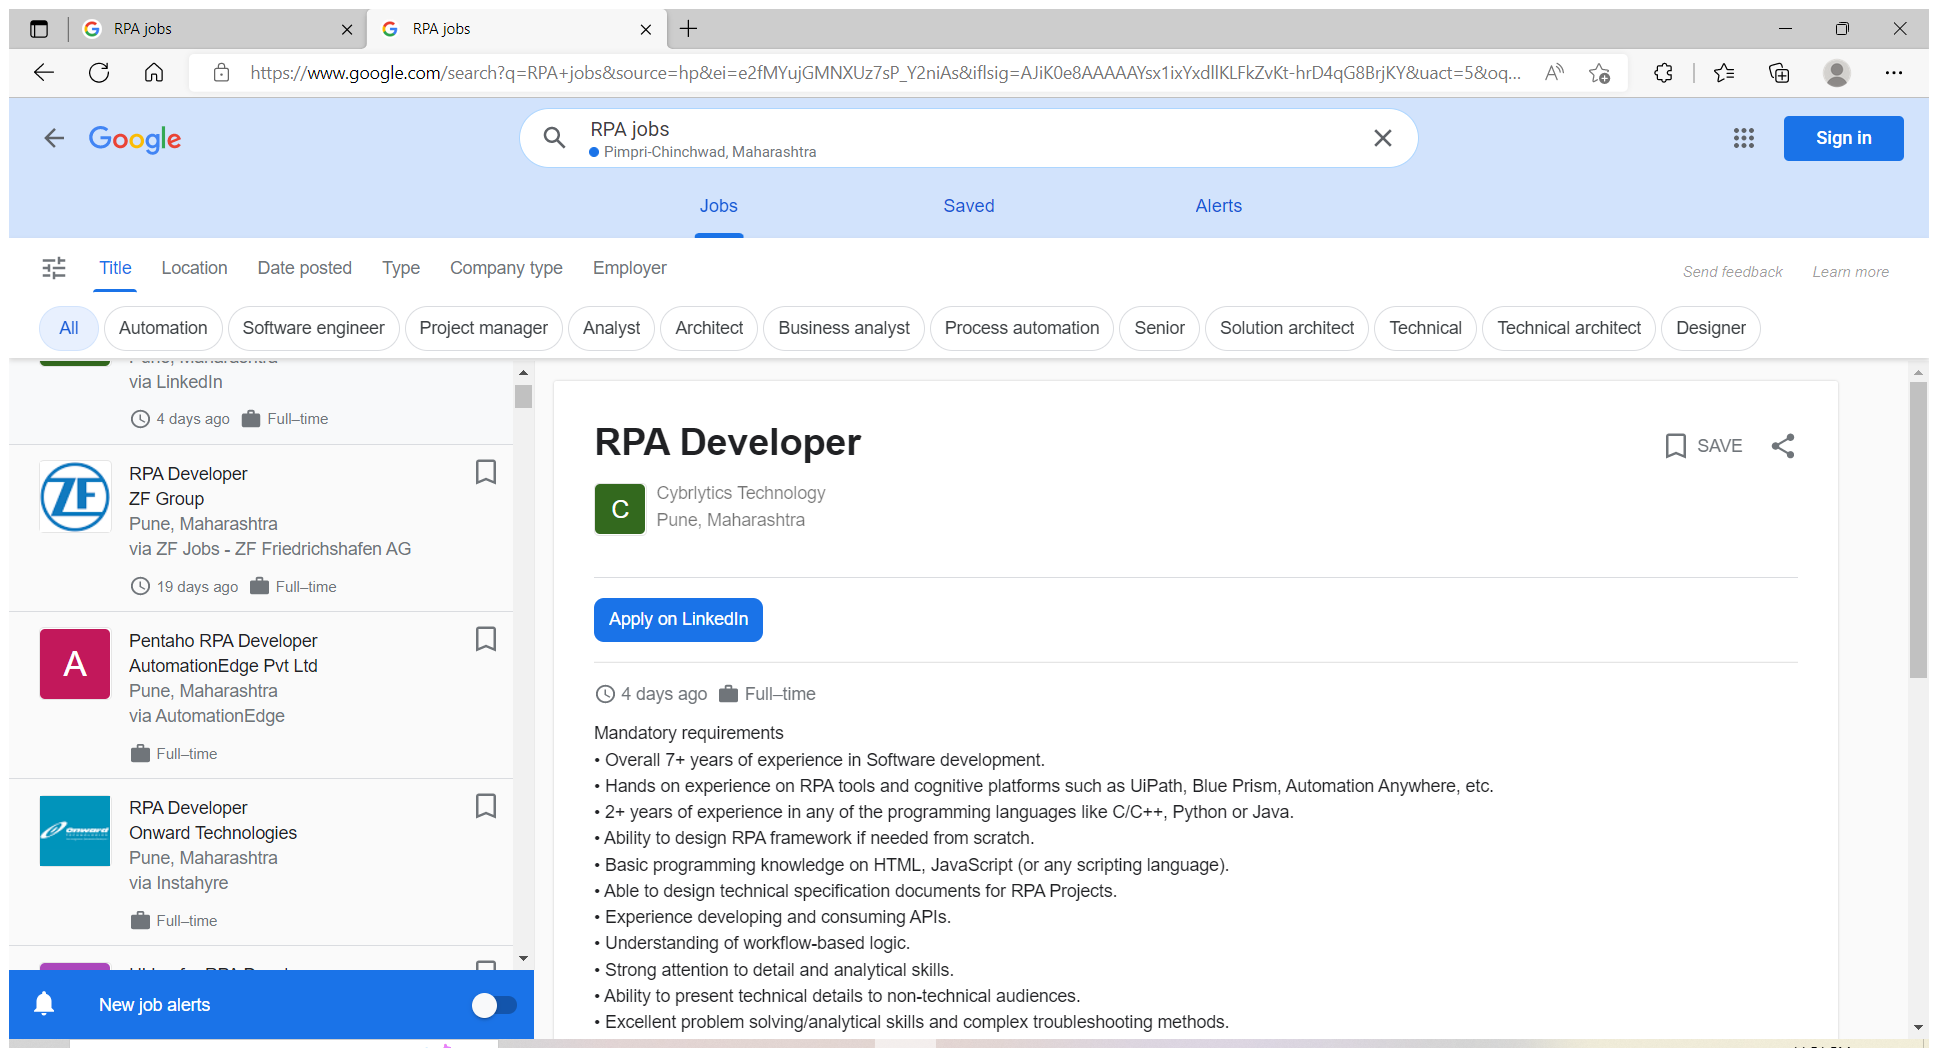 RPA jobs
RPA jobs
https://www.google.com/search?q=RPA+jobs&source=hp&ei=e2fMYujGMNXUz7sP_Y2niAs&iflsig=AJiK0e8AAAAAYsx1ixYxdllKLFkZvKt-hrD4qG8BrjKY&uact=5&oq...
Google
RPA jobs
Pimpri-Chinchwad, Maharashtra
Sign in
Jobs Saved Alerts
Title Location Date posted Type Company type Employer
Send feedback Learn more
All Automation Software engineer Project manager Analyst Architect Business analyst Process automation Senior Solution architect Technical Technical architect Designer
Pune, Maharashtra
via LinkedIn
4 days ago Full–time
RPA Developer
ZF Group
Pune, Maharashtra
via ZF Jobs - ZF Friedrichshafen AG
19 days ago Full–time
A
Pentaho RPA Developer
AutomationEdge Pvt Ltd
Pune, Maharashtra
via AutomationEdge
Full–time
Onward
RPA Developer
Onward Technologies
Pune, Maharashtra
via Instahyre
Full–time
New job alerts
RPA Developer
SAVE
C
Cybrlytics Technology
Pune, Maharashtra
Apply on LinkedIn
4 days ago Full–time
Mandatory requirements
• Overall 7+ years of experience in Software development.
• Hands on experience on RPA tools and cognitive platforms such as UiPath, Blue Prism, Automation Anywhere, etc.
• 2+ years of experience in any of the programming languages like C/C++, Python or Java.
• Ability to design RPA framework if needed from scratch.
• Basic programming knowledge on HTML, JavaScript (or any scripting language).
• Able to design technical specification documents for RPA Projects.
• Experience developing and consuming APIs.
• Understanding of workflow-based logic.
• Strong attention to detail and analytical skills.
• Ability to present technical details to non-technical audiences.
• Excellent problem solving/analytical skills and complex troubleshooting methods.